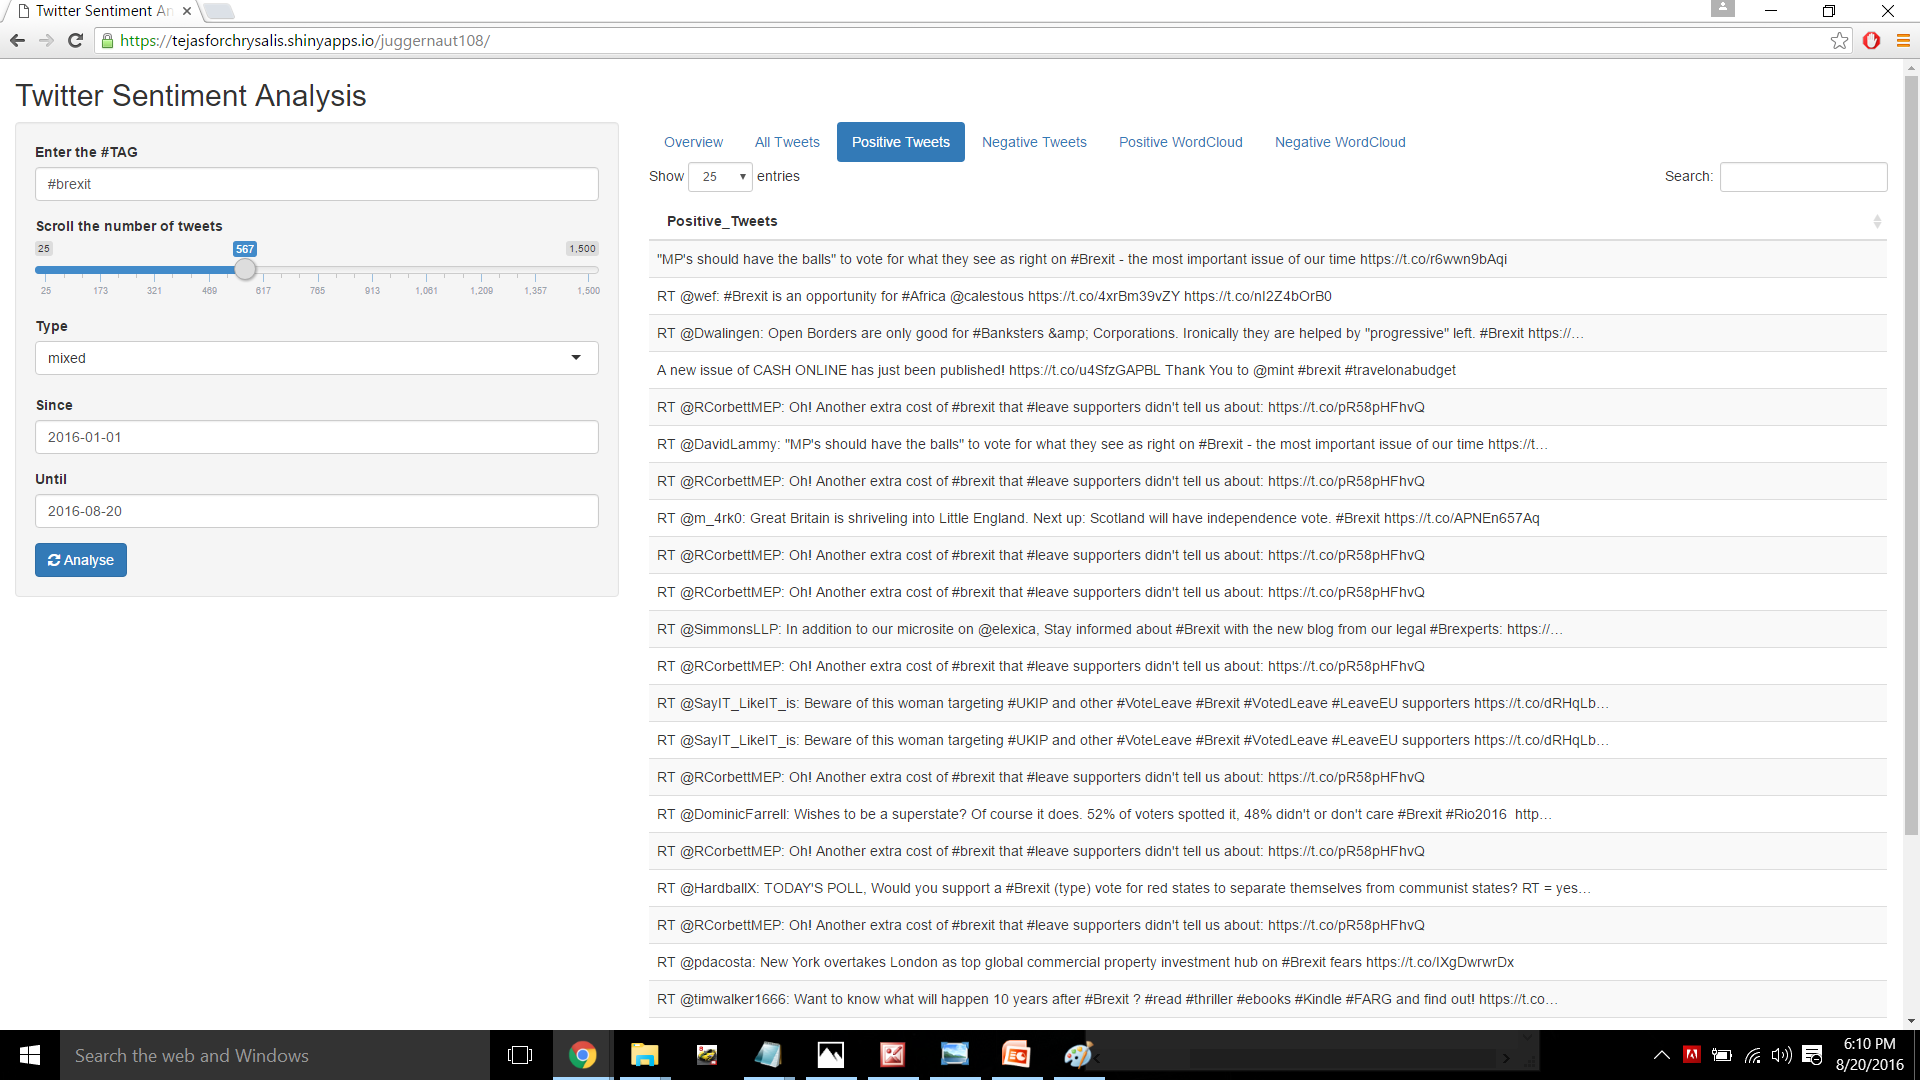 Twitter Sentiment An
https://tejasforchrysalis.shinyapps.io/juggernaut108/
Twitter Sentiment Analysis
Enter the #TAG
#brexit
Scroll the number of tweets
25 567 1,500
25 173 321 469 617 765 913 1,061 1,209 1,357 1,500
Type
mixed
Since
2016-01-01
Until
2016-08-20
Analyse
Overview All Tweets Positive Tweets Negative Tweets Positive WordCloud Negative WordCloud
Show 25 entries Search:
Positive_Tweets
"MP's should have the balls" to vote for what they see as right on #Brexit - the most important issue of our time https://t.co/r6wwn9bAqi
RT @wef: #Brexit is an opportunity for #Africa @calestous https://t.co/4xrBm39vZY https://t.co/nI2Z4bOrB0
RT @Dwalingen: Open Borders are only good for #Banksters &amp; Corporations. Ironically they are helped by "progressive" left. #Brexit https://…
A new issue of CASH ONLINE has just been published! https://t.co/u4SfzGAPBL Thank You to @mint #brexit #travelonabudget
RT @RCorbettMEP: Oh! Another extra cost of #brexit that #leave supporters didn't tell us about: https://t.co/pR58pHFhvQ
RT @DavidLammy: "MP's should have the balls" to vote for what they see as right on #Brexit - the most important issue of our time https://t…
RT @RCorbettMEP: Oh! Another extra cost of #brexit that #leave supporters didn't tell us about: https://t.co/pR58pHFhvQ
RT @m_4rk0: Great Britain is shriveling into Little England. Next up: Scotland will have independence vote. #Brexit https://t.co/APNEn657Aq
RT @RCorbettMEP: Oh! Another extra cost of #brexit that #leave supporters didn't tell us about: https://t.co/pR58pHFhvQ
RT @RCorbettMEP: Oh! Another extra cost of #brexit that #leave supporters didn't tell us about: https://t.co/pR58pHFhvQ
RT @SimmonsLLP: In addition to our microsite on @elexica, Stay informed about #Brexit with the new blog from our legal #Brexperts: https://…
RT @RCorbettMEP: Oh! Another extra cost of #brexit that #leave supporters didn't tell us about: https://t.co/pR58pHFhvQ
RT @SayIT_LikeIT_is: Beware of this woman targeting #UKIP and other #VoteLeave #Brexit #VotedLeave #LeaveEU supporters https://t.co/dRHqLb…
RT @SayIT_LikeIT_is: Beware of this woman targeting #UKIP and other #VoteLeave #Brexit #VotedLeave #LeaveEU supporters https://t.co/dRHqLb…
RT @RCorbettMEP: Oh! Another extra cost of #brexit that #leave supporters didn't tell us about: https://t.co/pR58pHFhvQ
RT @DominicFarrell: Wishes to be a superstate? Of course it does. 52% of voters spotted it, 48% didn't or don't care #Brexit #Rio2016 http…
RT @RCorbettMEP: Oh! Another extra cost of #brexit that #leave supporters didn't tell us about: https://t.co/pR58pHFhvQ
RT @HardballX: TODAY'S POLL, Would you support a #Brexit (type) vote for red states to separate themselves from communist states? RT = yes…
RT @RCorbettMEP: Oh! Another extra cost of #brexit that #leave supporters didn't tell us about: https://t.co/pR58pHFhvQ
RT @pdacosta: New York overtakes London as top global commercial property investment hub on #Brexit fears https://t.co/IXgDwrwrDx
RT @timwalker1666: Want to know what will happen 10 years after #Brexit ? #read #thriller #ebooks #Kindle #FARG and find out! https://t.co…
Search the web and Windows
6:10 PM
8/20/2016